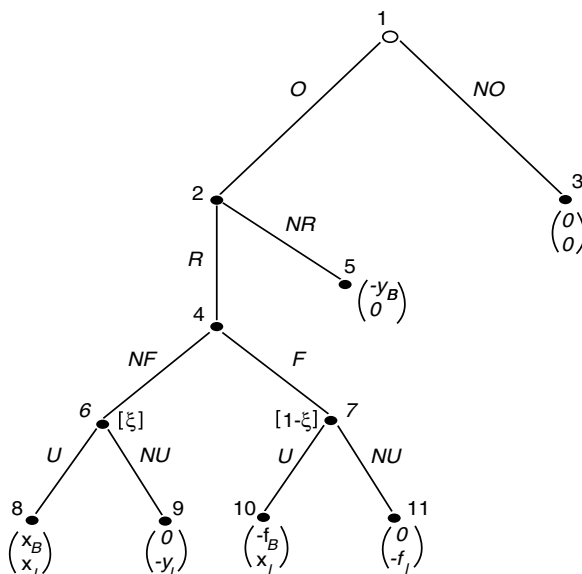 1
O
NO
2
3
(0
0)
NR
R
5
(-y_B
0)
4
NF
F
6
[ξ]
[1-ξ]
7
U
NU
U
NU
8
9
10
11
(x_B
x_I)
(0
-y_I)
(-f_B
x_I)
(0
-f_I)